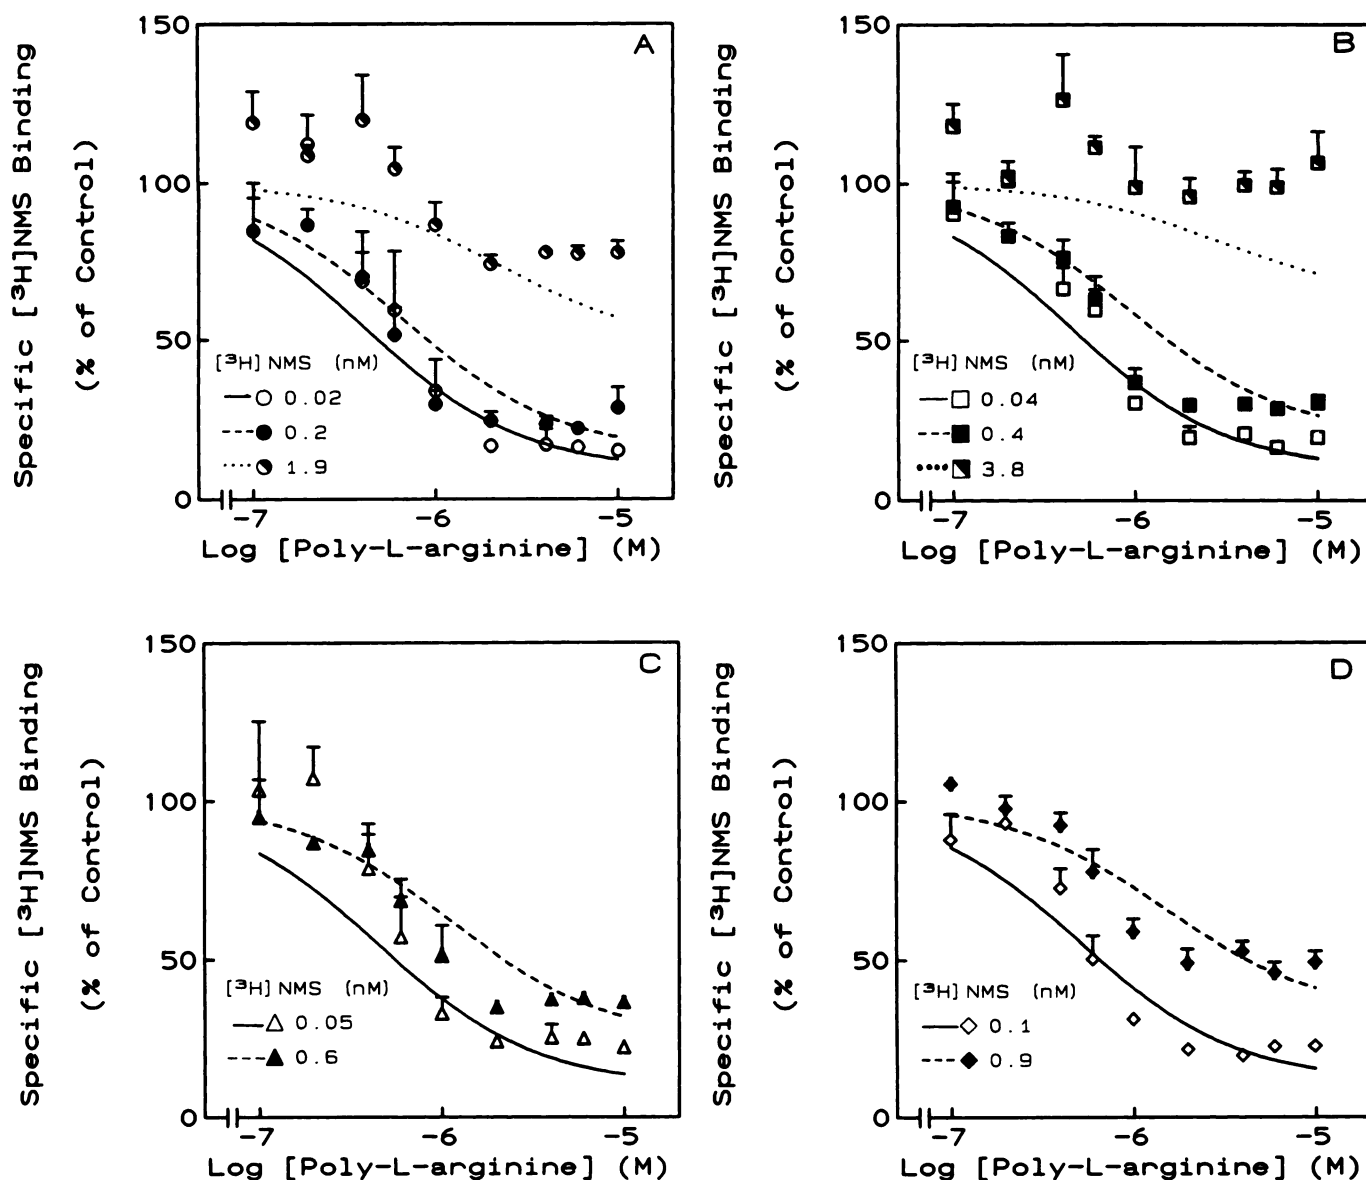 A
Specific [³H]NMS Binding
(% of Control)
150
100
50
0
[³H] NMS (nM)
0.02
0.2
1.9
-7 -6 -5
Log [Poly-L-arginine] (M)
B
Specific [³H]NMS Binding
(% of Control)
150
100
50
0
[³H] NMS (nM)
0.04
0.4
3.8
-7 -6 -5
Log [Poly-L-arginine] (M)
C
Specific [³H]NMS Binding
(% of Control)
150
100
50
0
[³H] NMS (nM)
0.05
0.6
-7 -6 -5
Log [Poly-L-arginine] (M)
D
Specific [³H]NMS Binding
(% of Control)
150
100
50
0
[³H] NMS (nM)
0.1
0.9
-7 -6 -5
Log [Poly-L-arginine] (M)